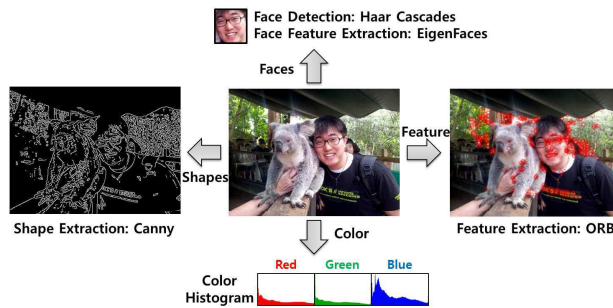 Face Detection: Haar Cascades
Face Feature Extraction: EigenFaces
Faces
Feature
Shapes
Shape Extraction: Canny
Color
Feature Extraction: ORB
Red Green Blue
Color
Histogram